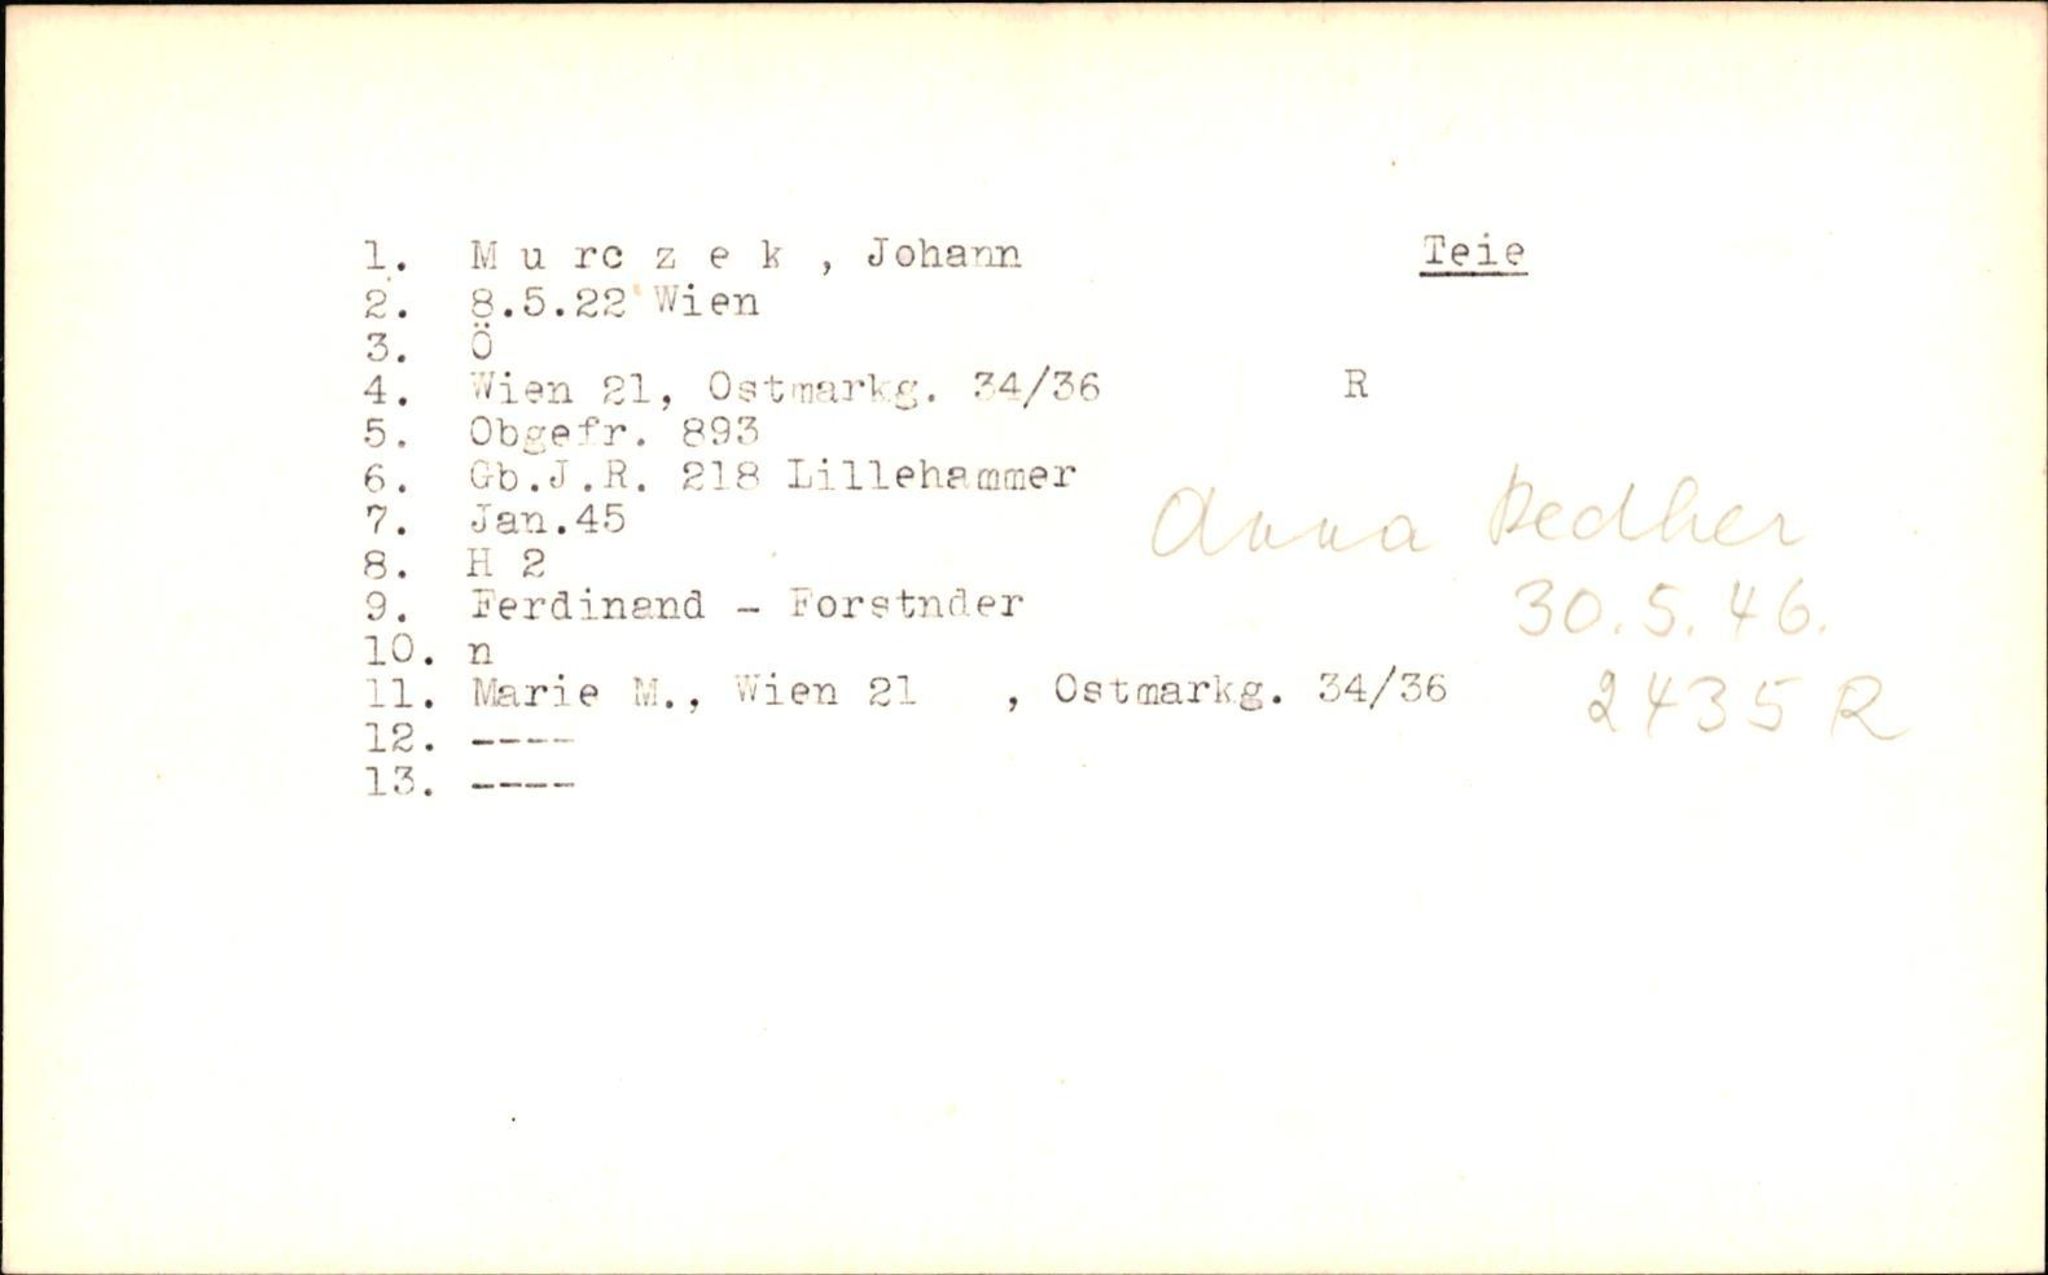 1. M u rc z e k , Johann Teie
2. 8.5.22 Wien
3. Ö
4. Wien 21, Ostmarkg. 34/36 R
5. Obgefr. 893
6. Gb.J.R. 218 Lillehammer
7. Jan.45
Anna
8. H 2
9. Ferdinand - Forstnder
30.5.46.
10. n
11. Marie M., Wien 21 , Ostmarkg. 34/36
2435 R
12. ----
13. ----